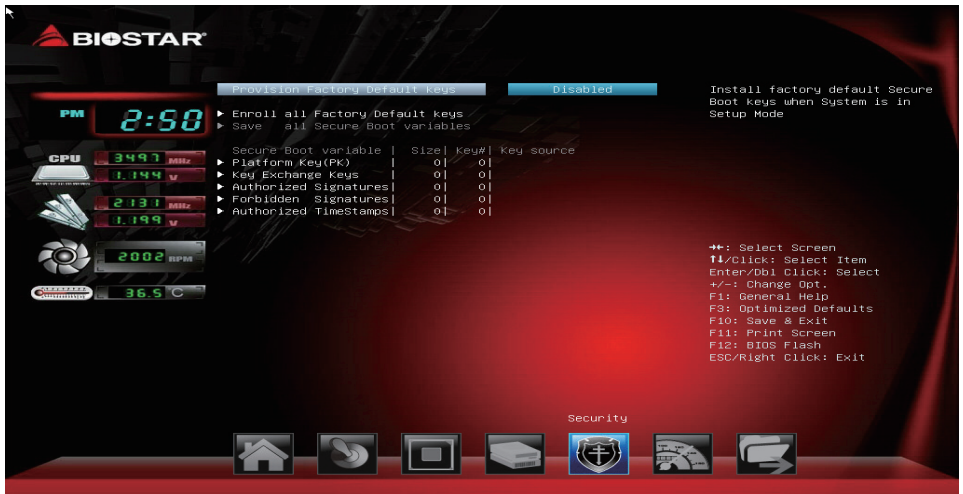 BIOSTAR
PM 2:50
CPU 3497 MHz
1.144 V
2131 MHz
1.199 V
2002 RPM
36.5 C
Provision Factory Default keys Disabled
Enroll all Factory Default keys
Save all Secure Boot variables
Secure Boot variable | Size| Key#| Key source
Platform Key(PK) | 0| 0|
Key Exchange Keys | 0| 0|
Authorized Signatures| 0| 0|
Forbidden Signatures| 0| 0|
Authorized TimeStamps| 0| 0|
Install factory default Secure
Boot keys when System is in
Setup Mode
→←: Select Screen
↑↓/Click: Select Item
Enter/Dbl Click: Select
+/-: Change Opt.
F1: General Help
F3: Optimized Defaults
F10: Save & Exit
F11: Print Screen
F12: BIOS Flash
ESC/Right Click: Exit
Security